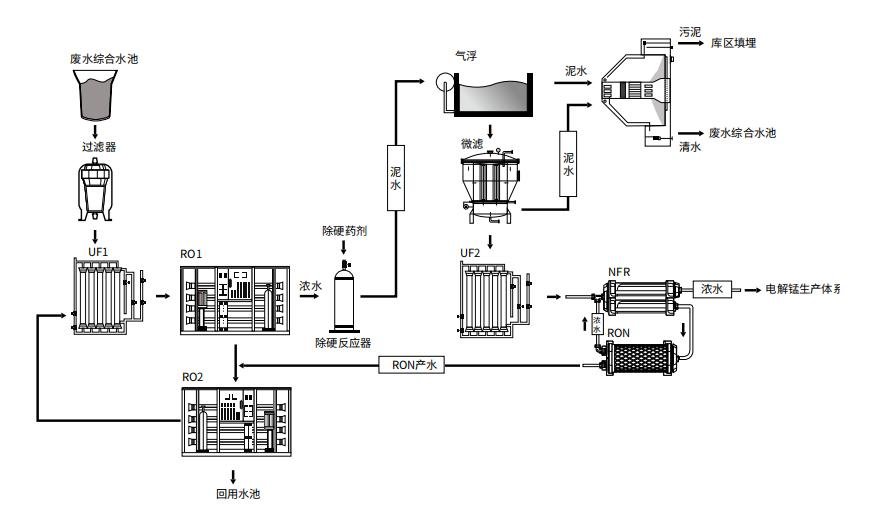 污泥
库区填埋
气浮
废水综合水池
泥水
过滤器
废水综合水池
清水
微滤
泥水
泥水
除硬药剂
UF1
RO1
UF2
浓水
NFR
浓水
电解锰生产体系
浓水
RON
除硬反应器
RON产水
RO2
回用水池